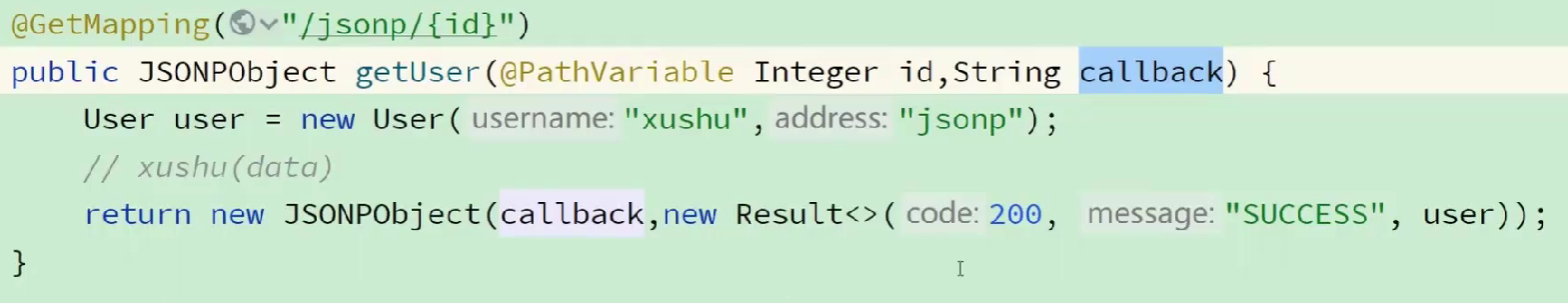 @GetMapping("/jsonp/{id}")
public JSONPObject getUser(@PathVariable Integer id,String callback) {
    User user = new User( username: "xushu", address: "jsonp");
    // xushu(data)
    return new JSONPObject(callback,new Result<>( code: 200, message: "SUCCESS", user));
}